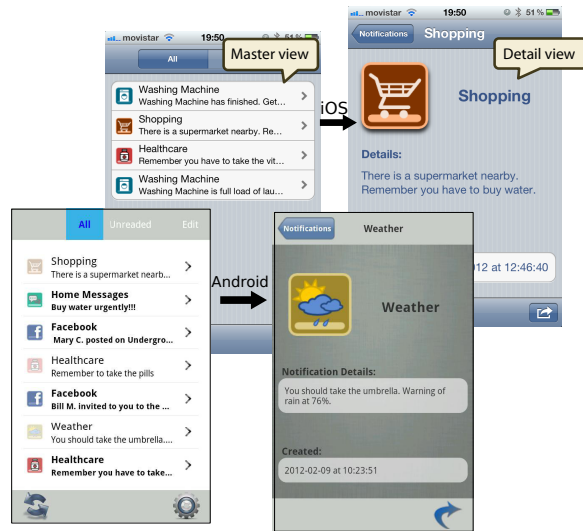 movistar 19:50 51%
All
Master view
Washing Machine
Washing Machine has finished. Get...
Shopping
There is a supermarket nearby. Re...
Healthcare
Remember you have to take the vit...
Washing Machine
Washing Machine is full load of lau...
iOS
movistar 19:50 51%
Notifications Shopping
Detail view
Shopping
Details:
There is a supermarket nearby.
Remember you have to buy water.
012 at 12:46:40
All Unreaded Edit
Shopping
There is a supermarket nearb...
Home Messages
Buy water urgently!!!
Facebook
Mary C. posted on Undergro...
Healthcare
Remember to take the pills
Facebook
Bill M. invited to you to the ...
Weather
You should take the umbrella....
Healthcare
Remember you have to take...
Android
Notifications Weather
Weather
Notification Details:
You should take the umbrella. Warning of
rain at 76%.
Created:
2012-02-09 at 10:23:51